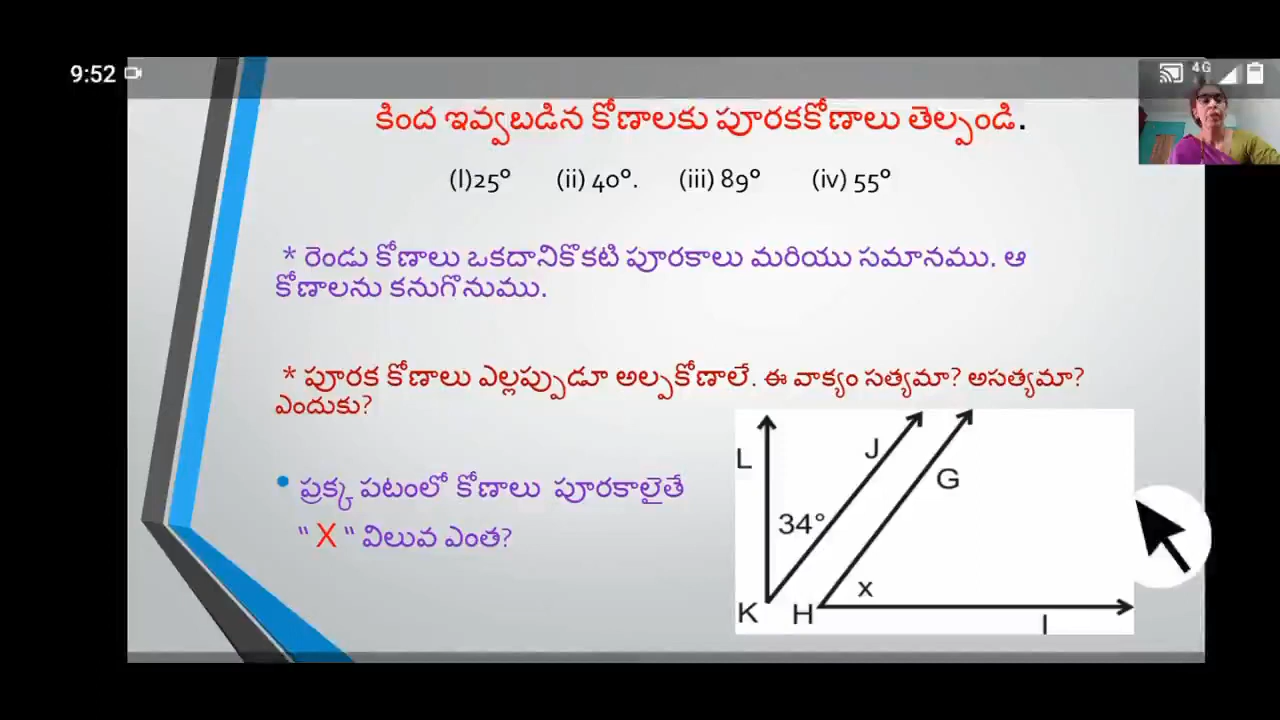 9:52
4G
కింద ఇవ్వబడిన కోణాలకు పూరకకోణాలు తెల్పండి.
(l)25° (ii) 40°. (iii) 89° (iv) 55°
* రెండు కోణాలు ఒకదానికొకటి పూరకాలు మరియు సమానము. ఆ
కోణాలను కనుగొనుము.
* పూరక కోణాలు ఎల్లప్పుడూ అల్పకోణాలే. ఈ వాక్యం సత్యమా? అసత్యమా?
ఎందుకు?
• ప్రక్క పటంలో కోణాలు పూరకాలైతే
" X " విలువ ఎంత?
L J G
34°
x
K H I